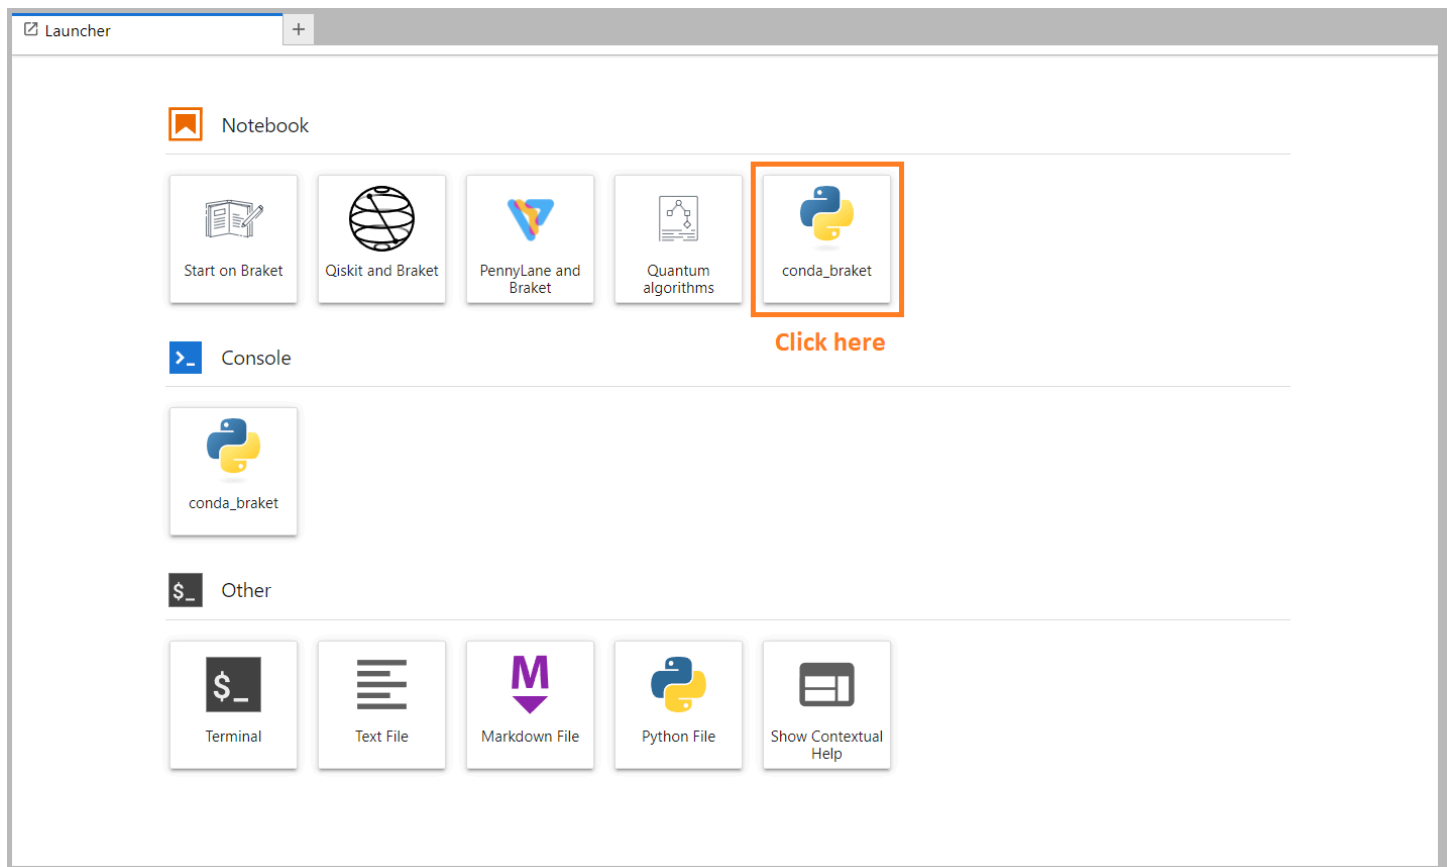 Launcher
+
Notebook
Start on Braket
Qiskit and Braket
PennyLane and
Braket
Quantum
algorithms
conda_braket
Click here
>_
Console
conda_braket
$_
Other
$_
Terminal
Text File
M
Markdown File
Python File
Show Contextual
Help